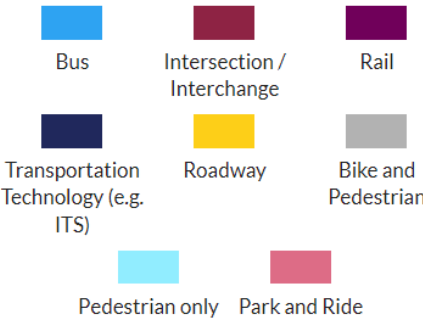 Bus
Intersection /
Interchange
Rail
Transportation
Technology (e.g.
ITS)
Roadway
Bike and
Pedestrian
Pedestrian only
Park and Ride